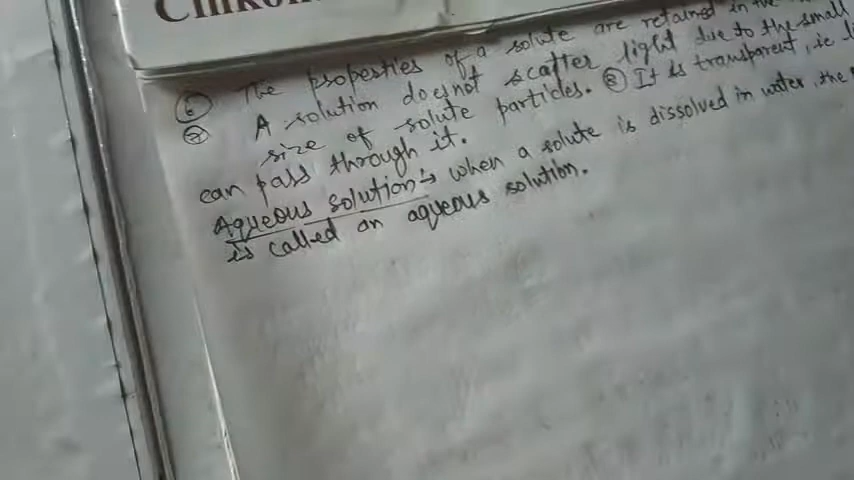 ⑥ The properties of a solute are retained in the
⑦ A solution does not scatter light due to the small
size of solute particles. ⑧ It is transparent, ie
can pass through it.
Aqueous solution:- when a solute is dissolved in water, the
is called an aqueous solution.